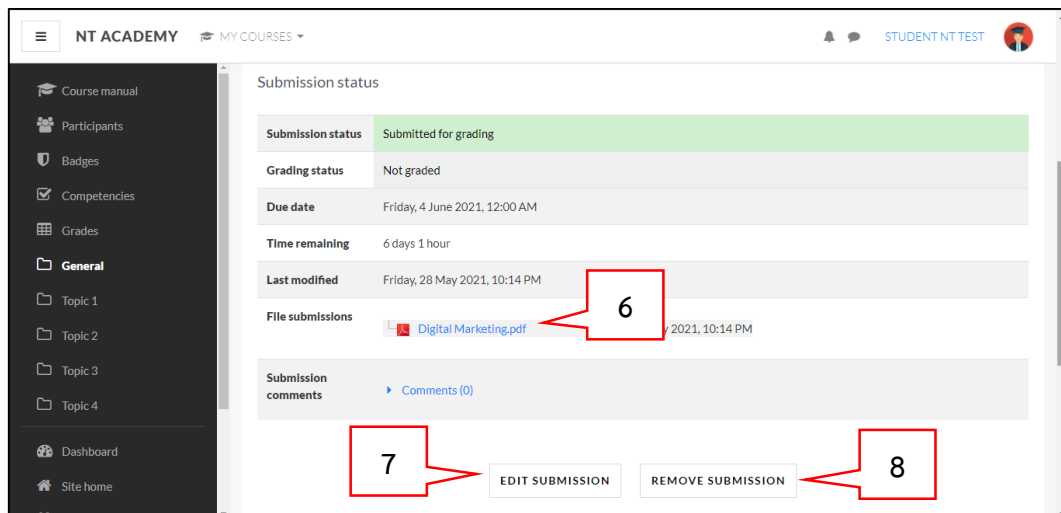 NT ACADEMY MY COURSES STUDENT NT TEST
Course manual
Participants
Badges
Competencies
Grades
General
Topic 1
Topic 2
Topic 3
Topic 4
Dashboard
Site home
Submission status
Submission status Submitted for grading
Grading status Not graded
Due date Friday, 4 June 2021, 12:00 AM
Time remaining 6 days 1 hour
Last modified Friday, 28 May 2021, 10:14 PM
File submissions
Digital Marketing.pdf 2021, 10:14 PM
6
Submission
comments
Comments (0)
7
EDIT SUBMISSION REMOVE SUBMISSION
8